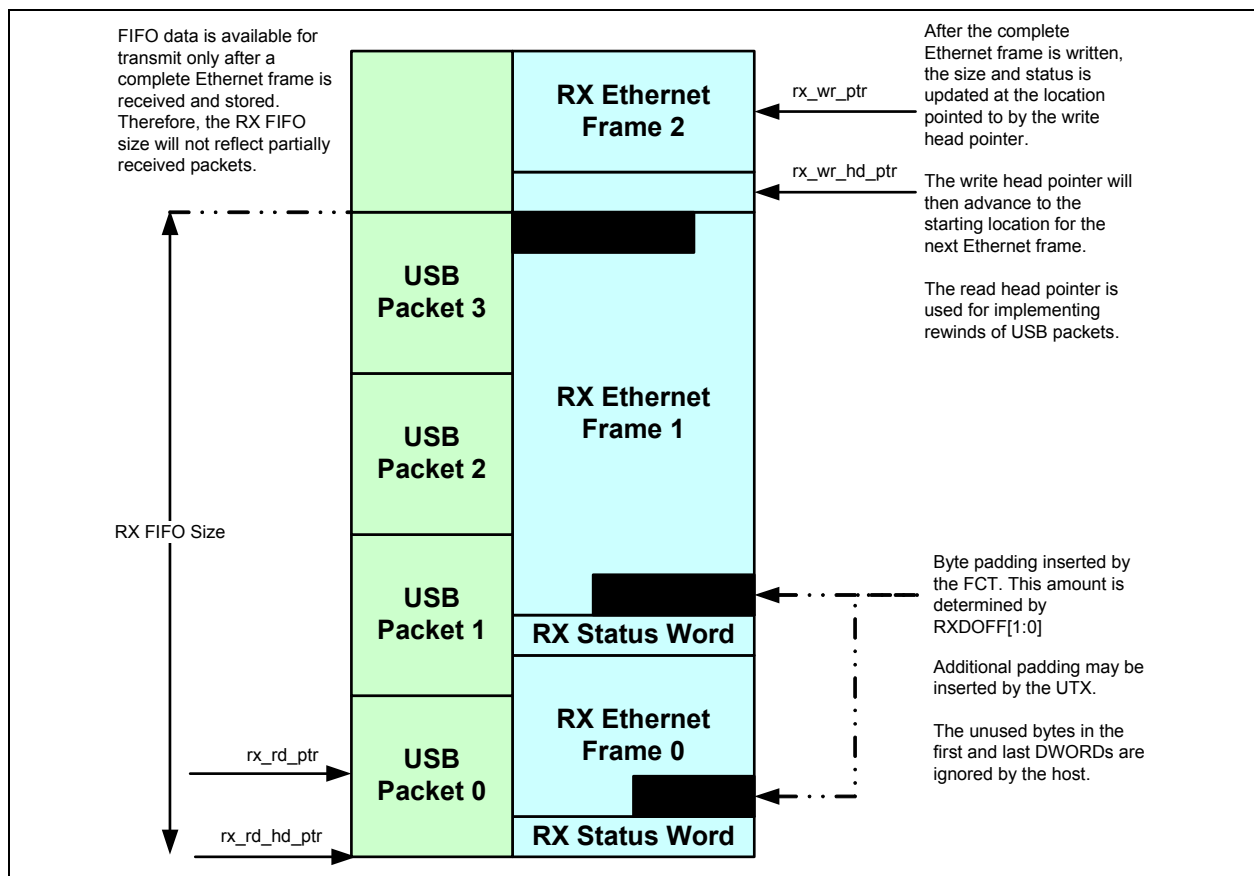 FIFO data is available for
transmit only after a
complete Ethernet frame is
received and stored.
Therefore, the RX FIFO
size will not reflect partially
received packets.
RX FIFO Size
rx_rd_ptr
rx_rd_hd_ptr
USB
Packet 3
USB
Packet 2
USB
Packet 1
USB
Packet 0
RX Ethernet
Frame 2
RX Ethernet
Frame 1
RX Status Word
RX Ethernet
Frame 0
RX Status Word
rx_wr_ptr
rx_wr_hd_ptr
After the complete
Ethernet frame is written,
the size and status is
updated at the location
pointed to by the write
head pointer.
The write head pointer will
then advance to the
starting location for the
next Ethernet frame.
The read head pointer is
used for implementing
rewinds of USB packets.
Byte padding inserted by
the FCT. This amount is
determined by
RXDOFF[1:0]
Additional padding may be
inserted by the UTX.
The unused bytes in the
first and last DWORDs are
ignored by the host.